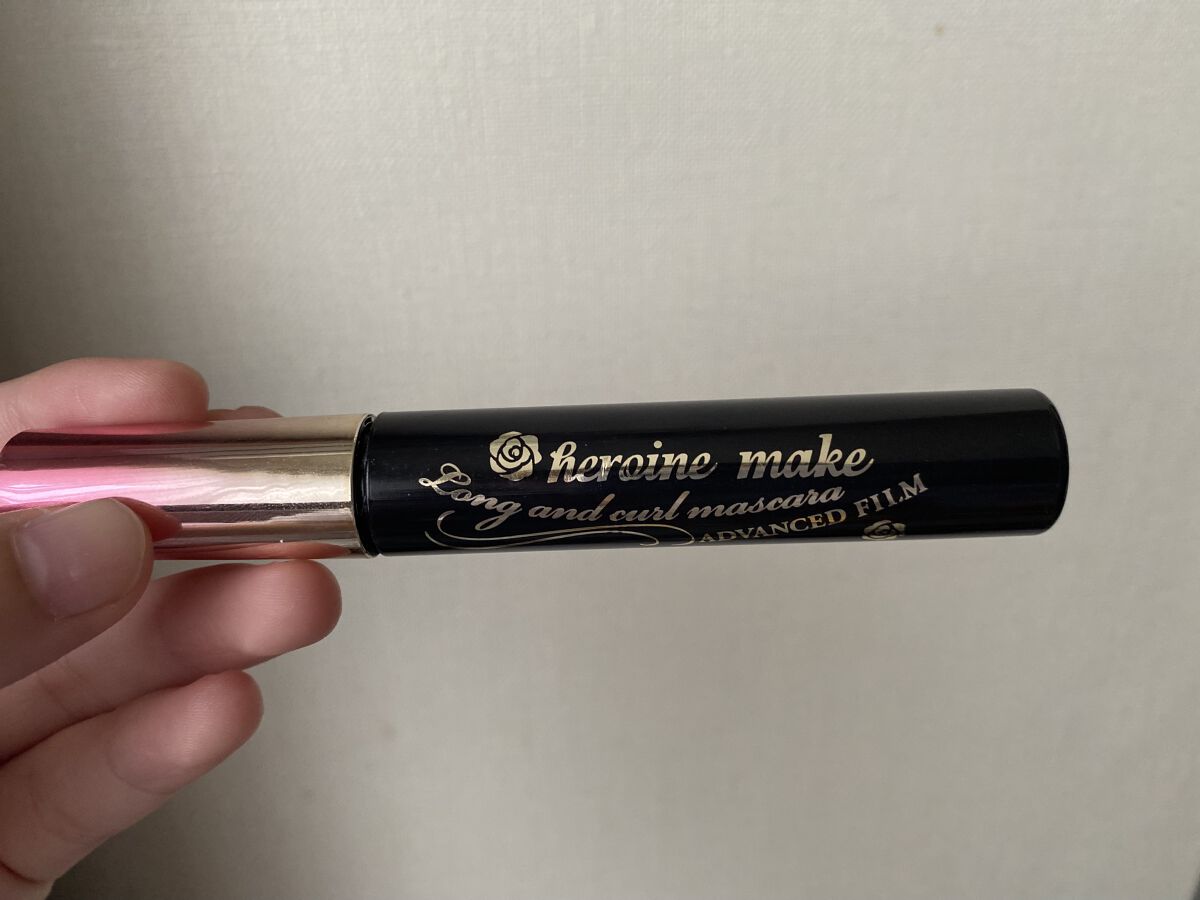 heroine make
Long and curl mascara
ADVANCED FILM